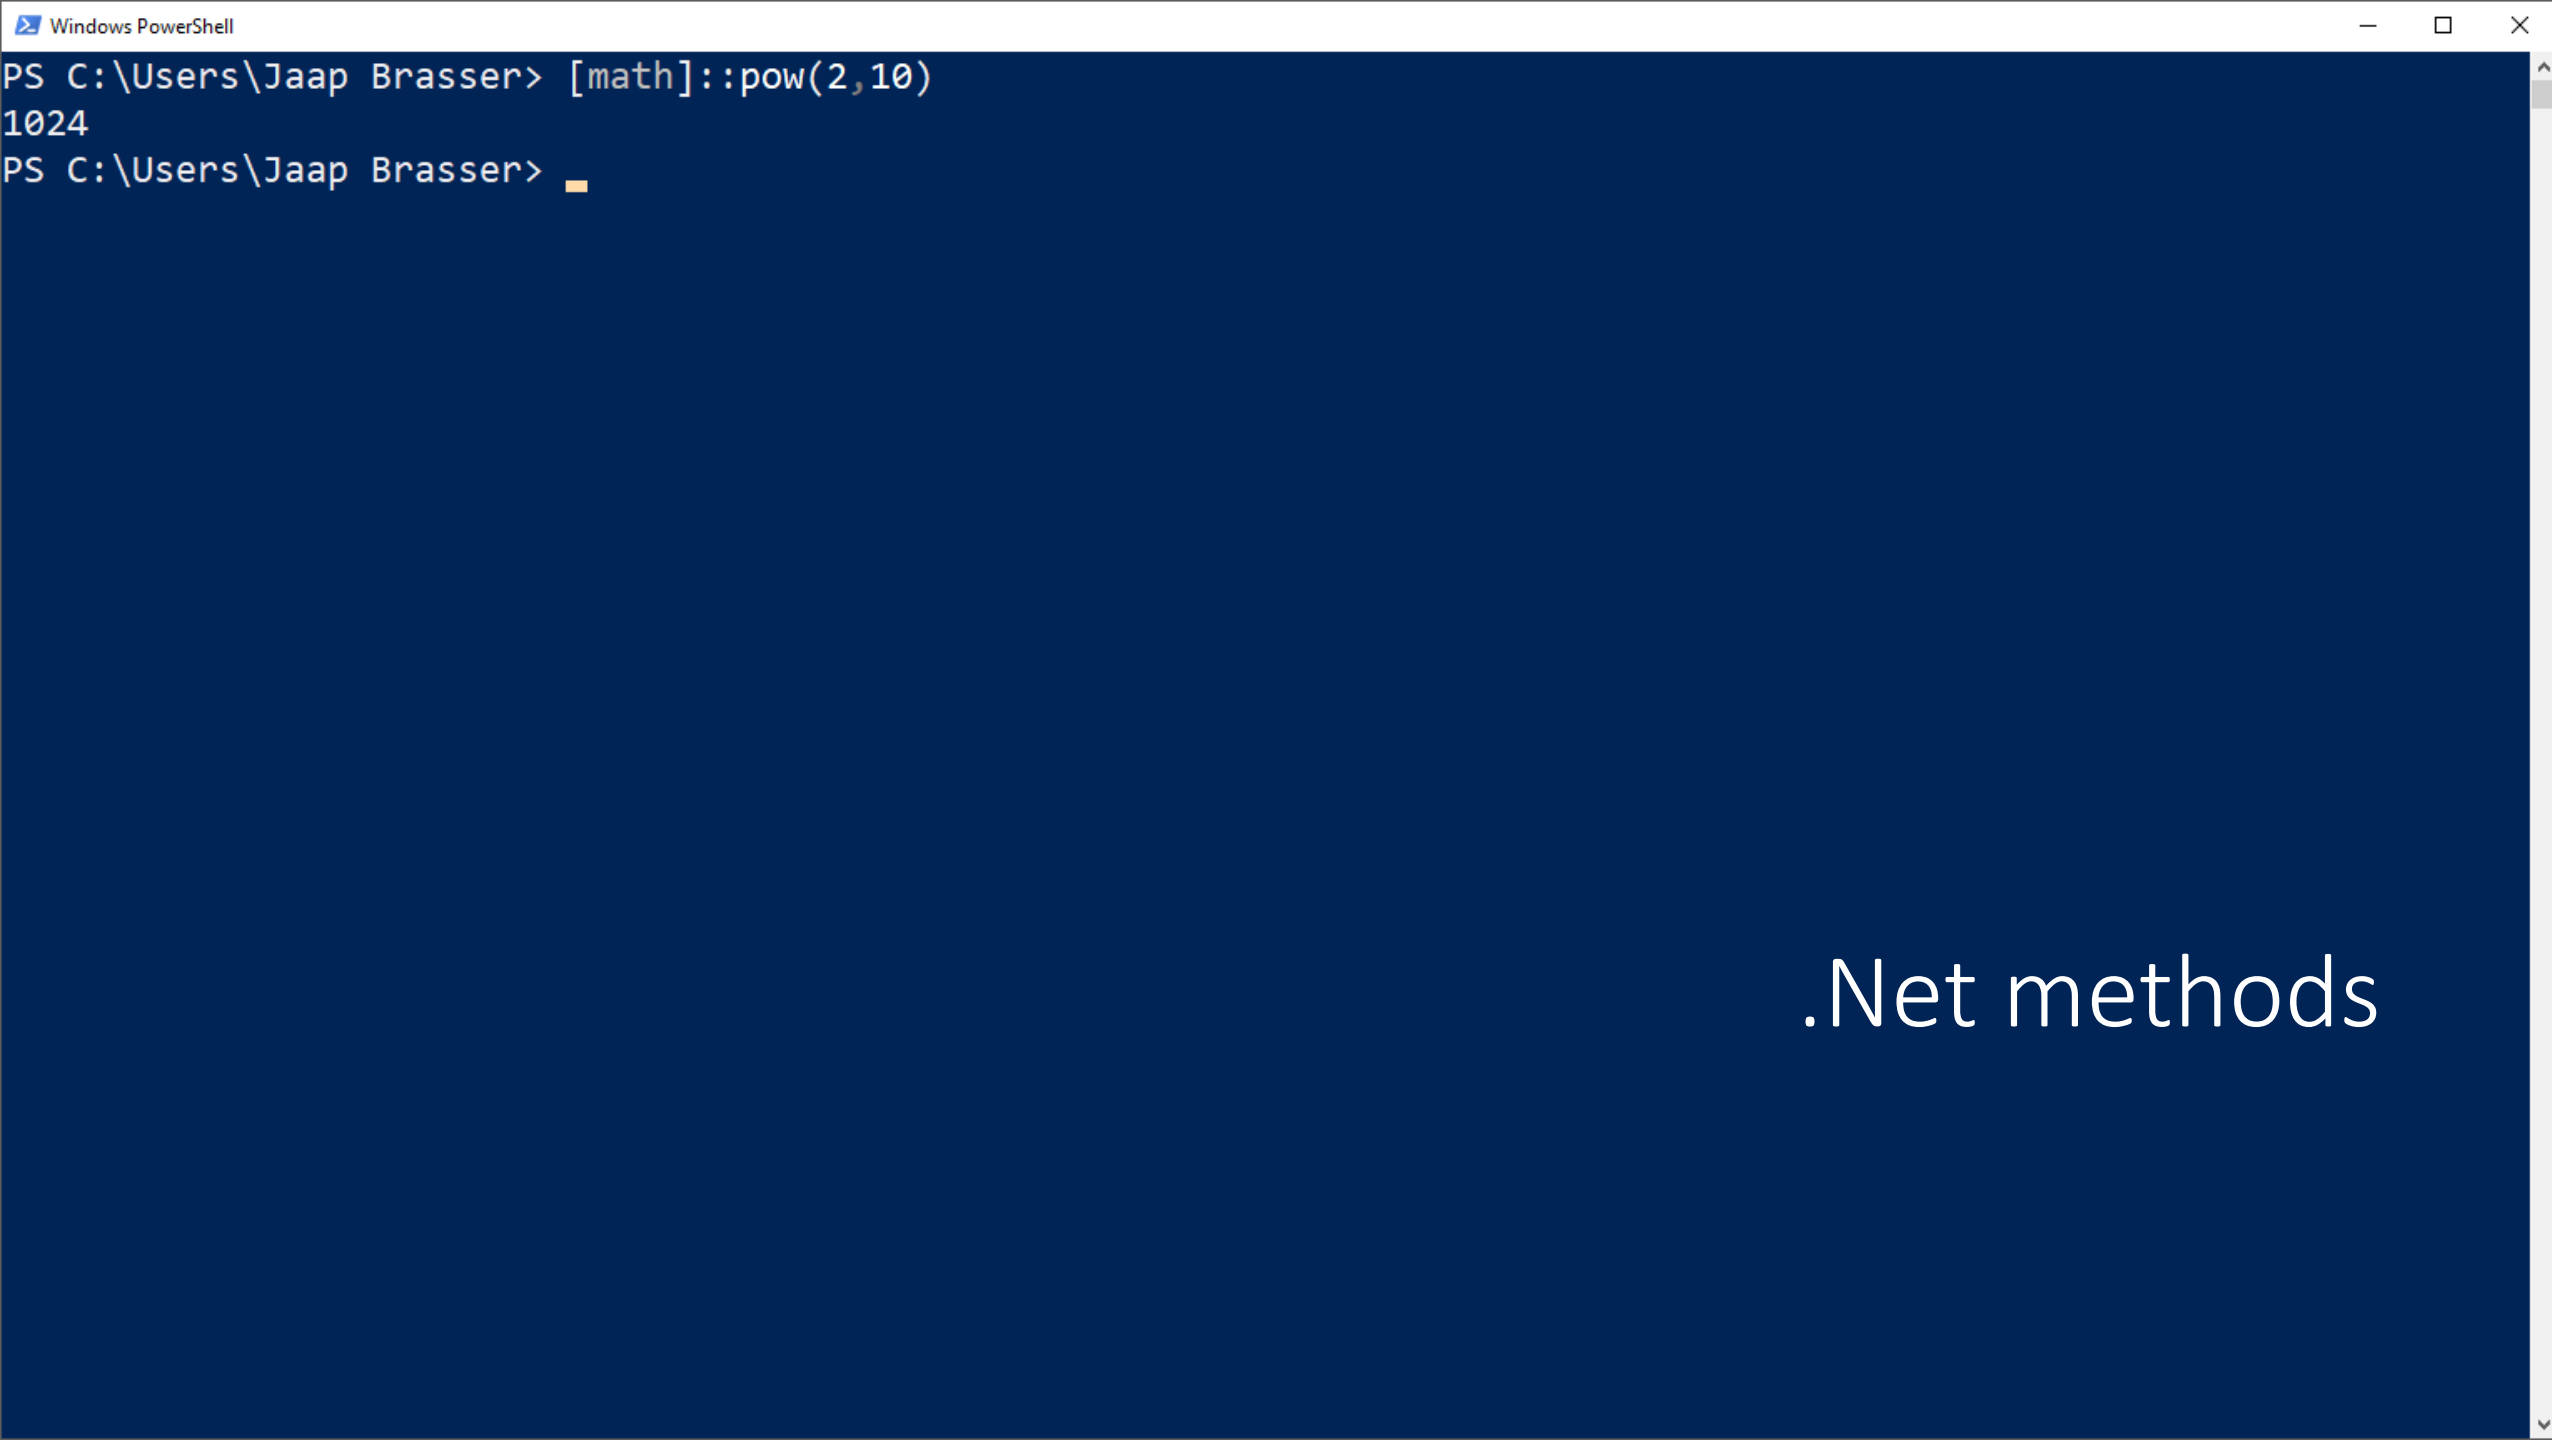 Windows PowerShell
PS C:\Users\Jaap Brasser> [math]::pow(2,10)
1024
PS C:\Users\Jaap Brasser>
.Net methods